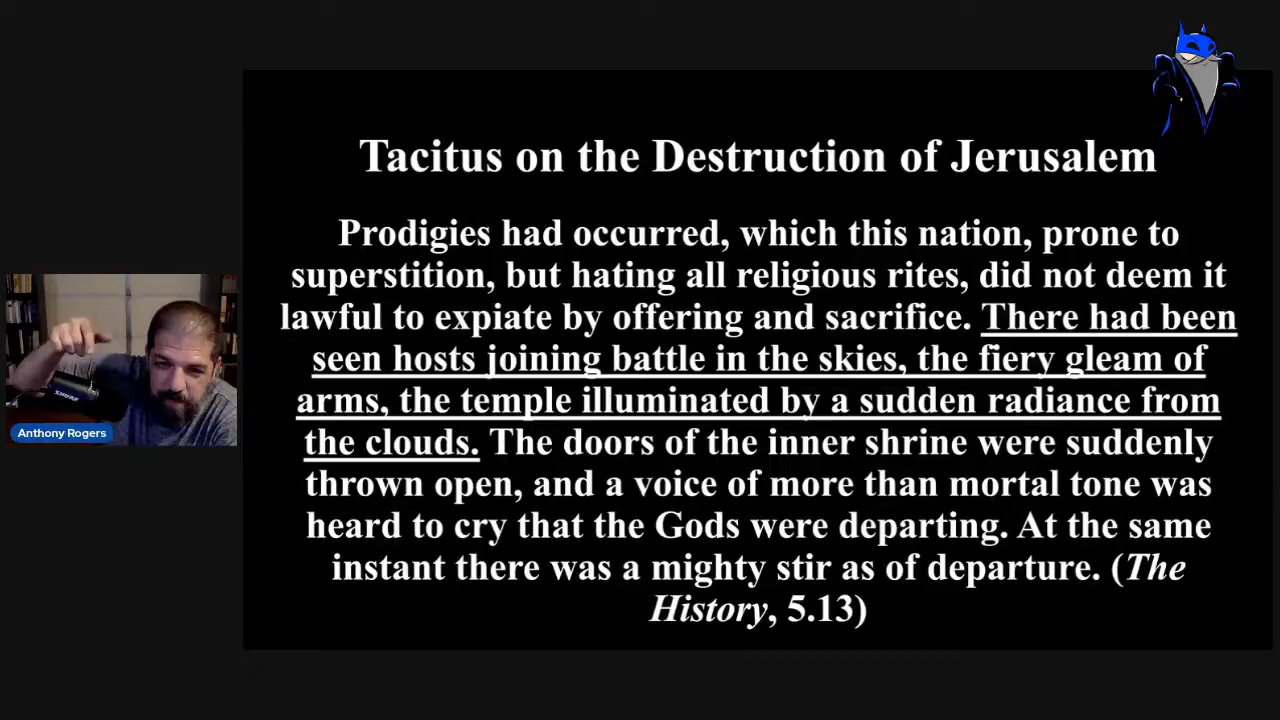 Tacitus on the Destruction of Jerusalem
Prodigies had occurred, which this nation, prone to
superstition, but hating all religious rites, did not deem it
lawful to expiate by offering and sacrifice. There had been
seen hosts joining battle in the skies, the fiery gleam of
arms, the temple illuminated by a sudden radiance from
the clouds. The doors of the inner shrine were suddenly
thrown open, and a voice of more than mortal tone was
heard to cry that the Gods were departing. At the same
instant there was a mighty stir as of departure. (The
History, 5.13)
SHURE
Anthony Rogers